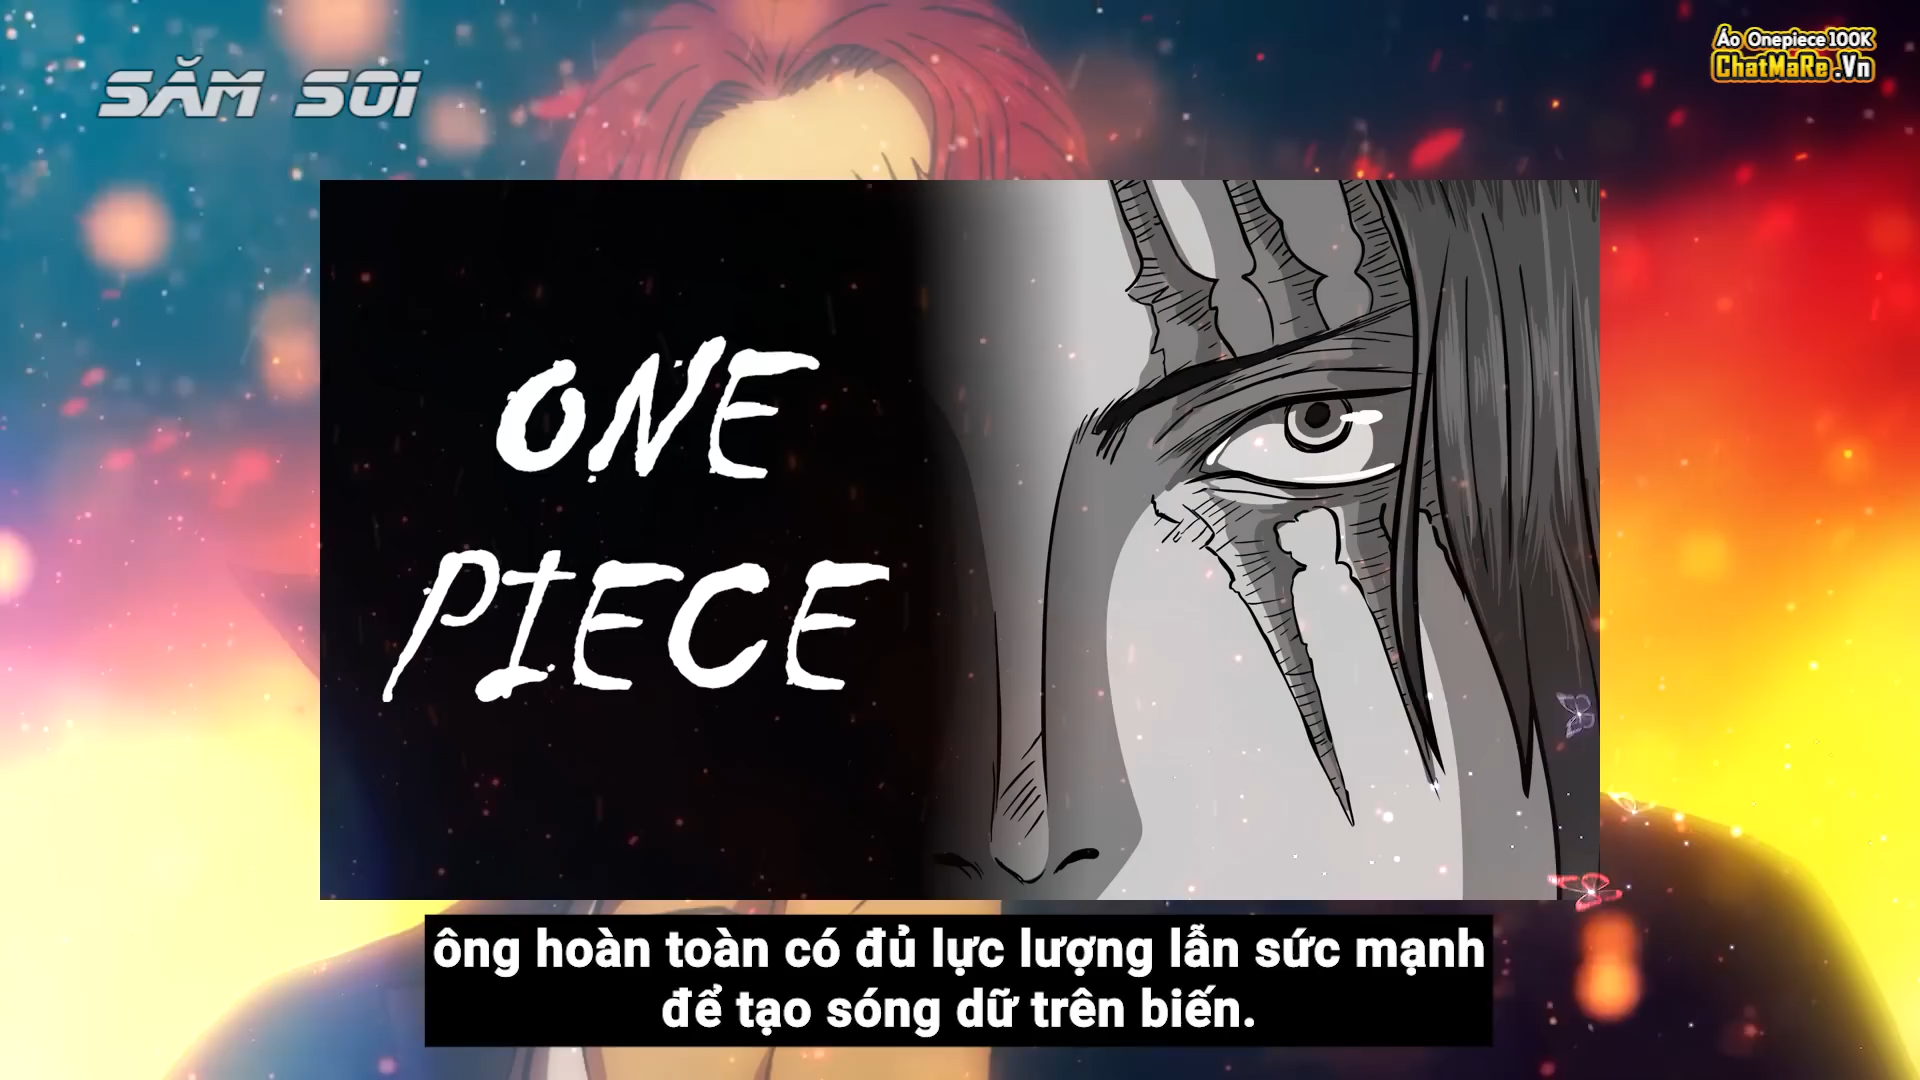 SĂM SOI
Áo Onepiece 100K
ChatMaRe.Vn
ONE
PIECE
ông hoàn toàn có đủ lực lượng lẫn sức mạnh
để tạo sóng dữ trên biến.